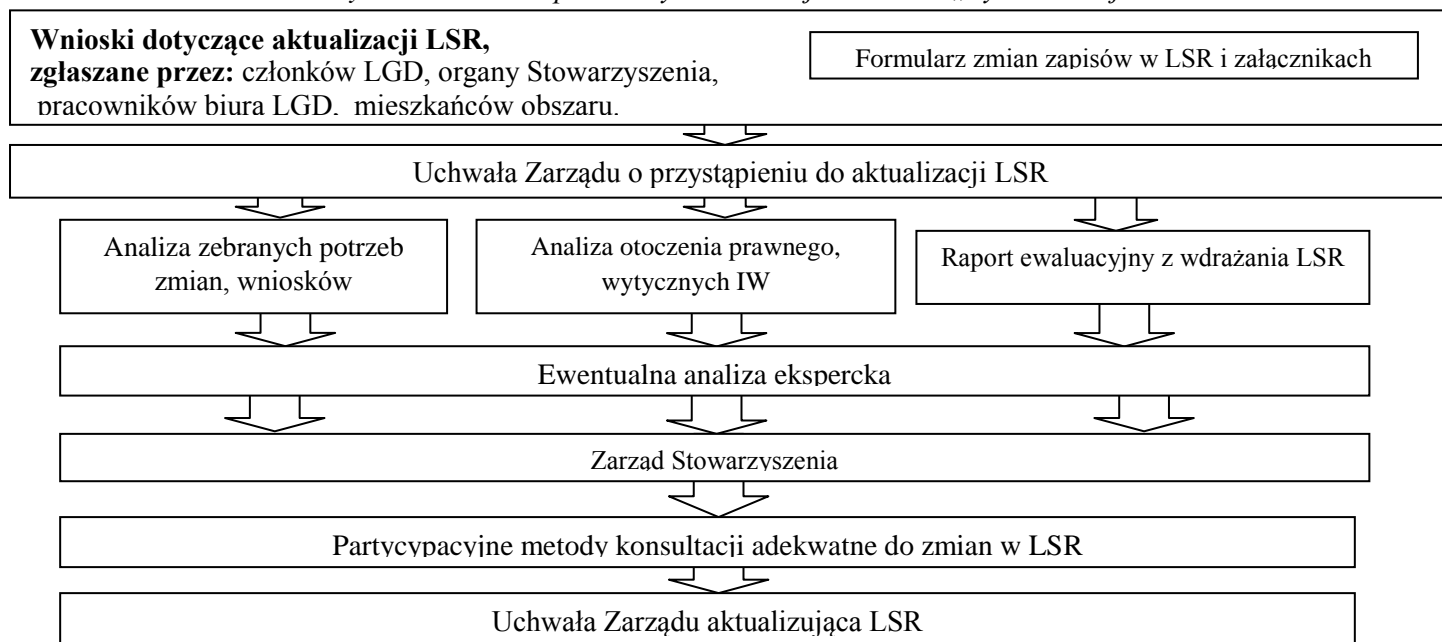 Wnioski dotyczące aktualizacji LSR,
zgłaszane przez: członków LGD, organy Stowarzyszenia,
pracowników biura LGD, mieszkańców obszaru.
Formularz zmian zapisów w LSR i załącznikach
Uchwała Zarządu o przystąpieniu do aktualizacji LSR
Analiza zebranych potrzeb
zmian, wniosków
Analiza otoczenia prawnego,
wytycznych IW
Raport ewaluacyjny z wdrażania LSR
Ewentualna analiza ekspercka
Zarząd Stowarzyszenia
Partycypacyjne metody konsultacji adekwatne do zmian w LSR
Uchwała Zarządu aktualizująca LSR